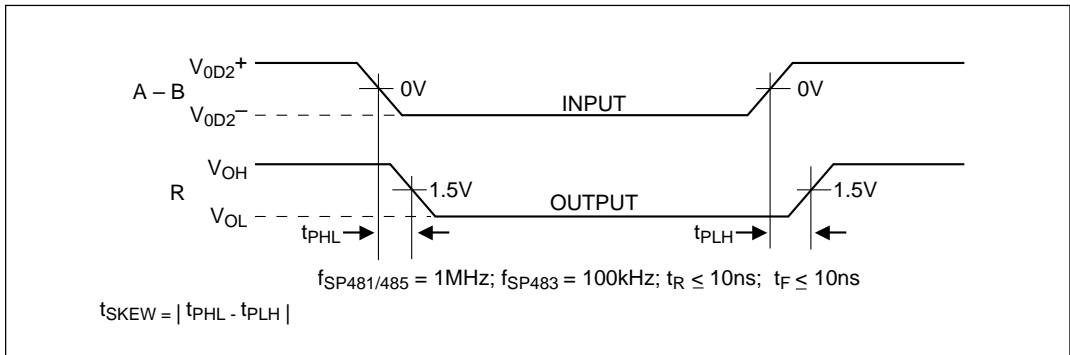 V0D2+
A – B
0V
0V
V0D2–
INPUT
VOH
R
1.5V
1.5V
VOL
OUTPUT
tPHL
tPLH
fSP481/485 = 1MHz; fSP483 = 100kHz; tR ≤ 10ns; tF ≤ 10ns
tSKEW = | tPHL - tPLH |